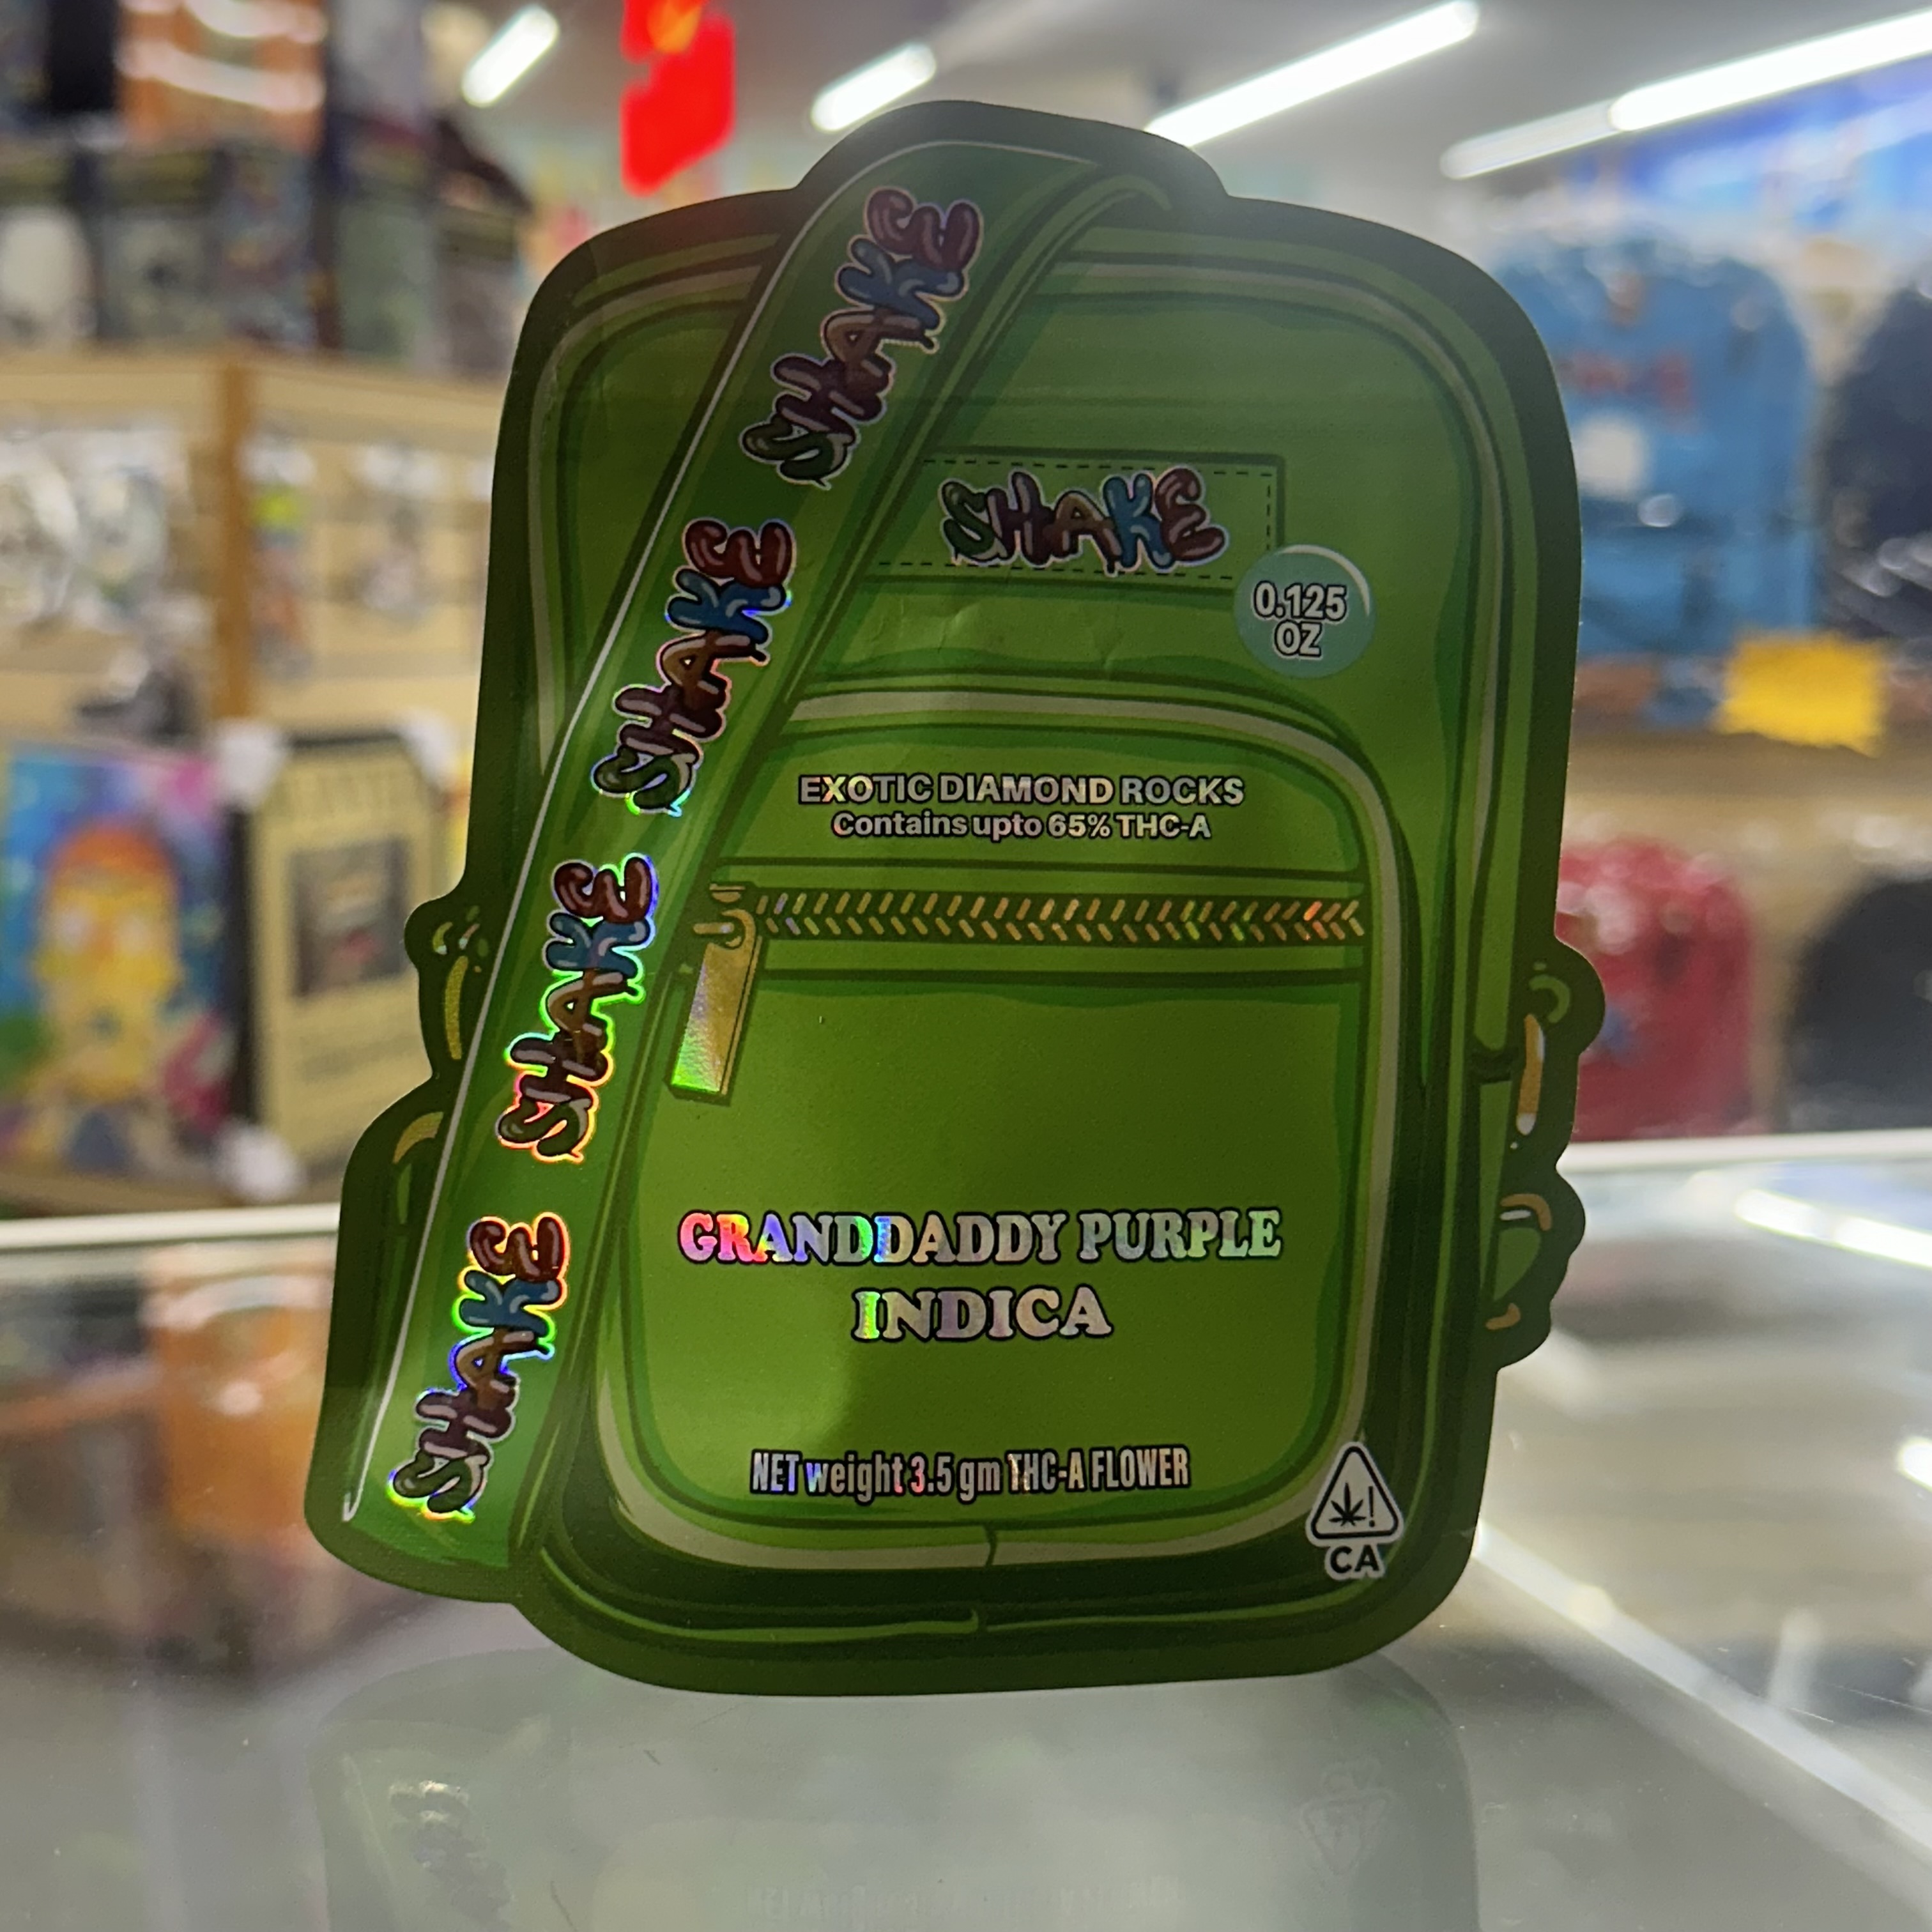 SHAKE
SHAKE
0.125
OZ
SHAKE
EXOTIC DIAMOND ROCKS
Contains upto 65% THC-A
SHAKE
GRANDDADDY PURPLE
INDICA
SHAKE
NET weight 3.5 gm THC-A FLOWER
CA